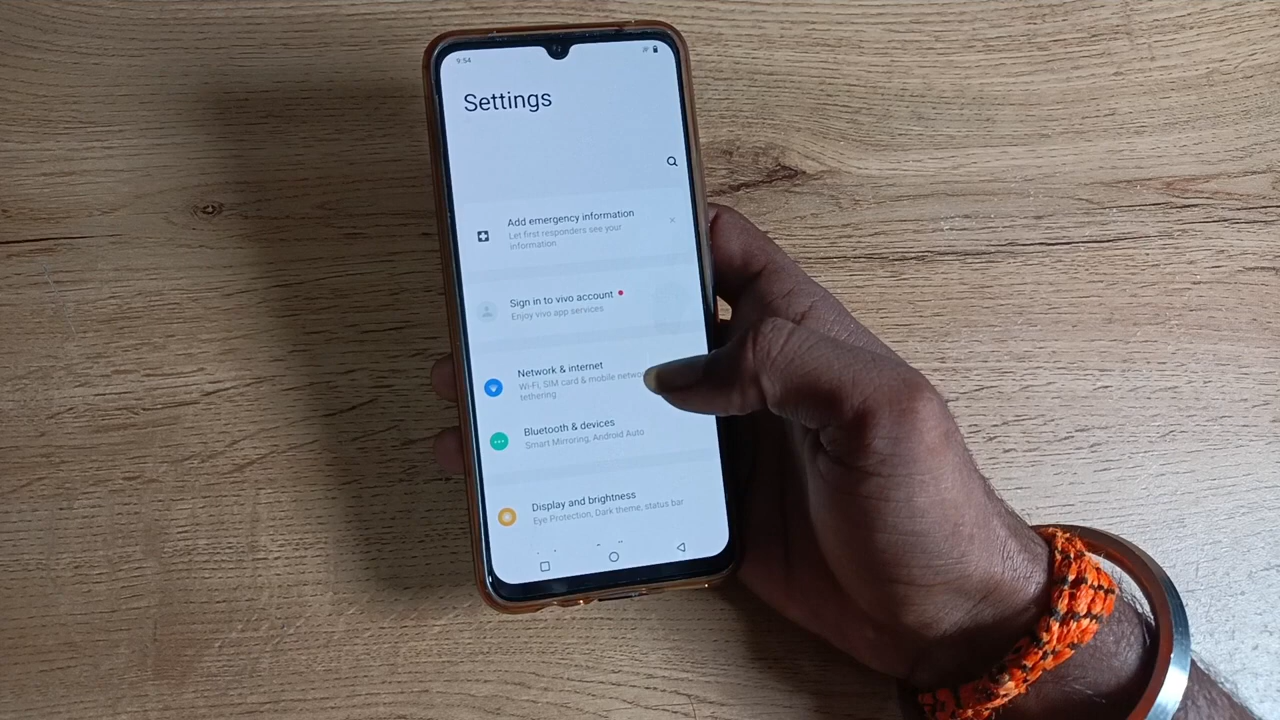 9:54
Settings
Add emergency information
Let first responders see your
information
Sign in to vivo account
Enjoy vivo app services
Network & internet
Wi-Fi, SIM card & mobile
tethering
Bluetooth & devices
Smart Mirroring, Android Auto
Display and brightness
Eye Protection, Dark theme, status bar